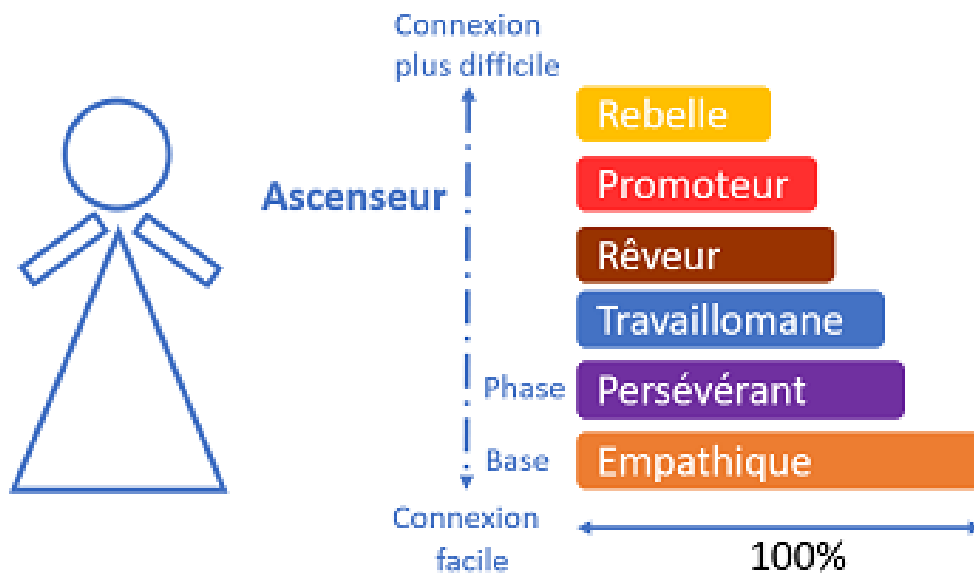 Connexion
plus difficile
Rebelle
Promoteur
Ascenseur
Rêveur
Travaillomane
Phase
Persévérant
Base
Empathique
Connexion
facile
100%